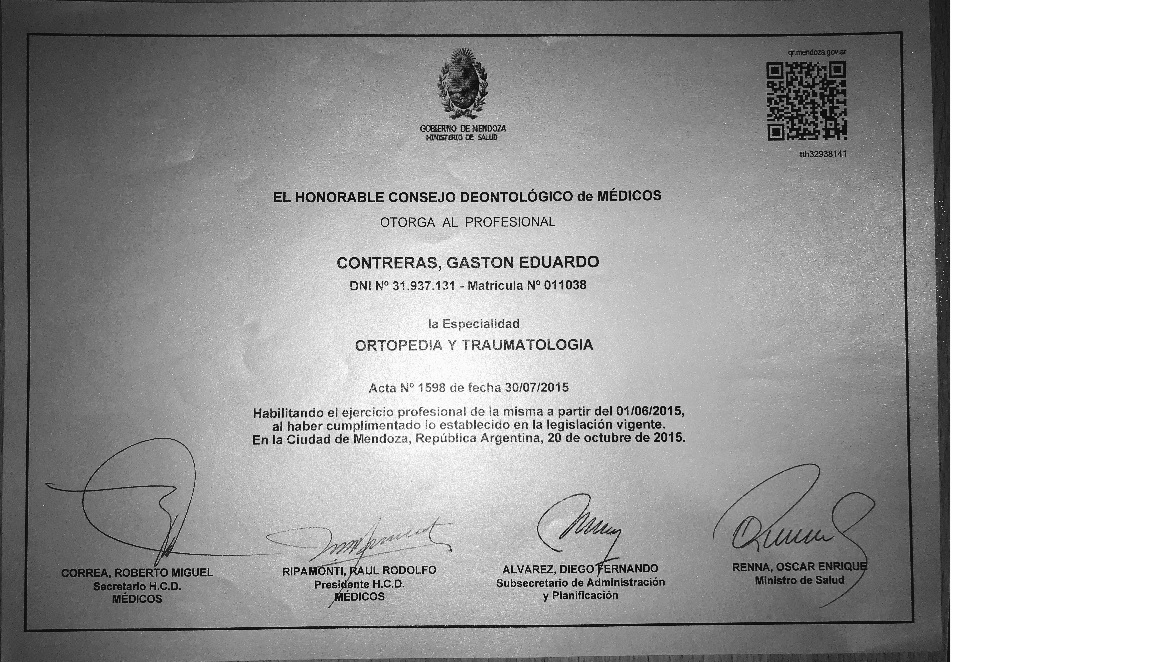 qr.mendoza.gov.ar
tth32938141
GOBIERNO DE MENDOZA
MINISTERIO DE SALUD
EL HONORABLE CONSEJO DEONTOLÓGICO de MÉDICOS
OTORGA AL PROFESIONAL
CONTRERAS, GASTON EDUARDO
DNI Nº 31.937.131 - Matrícula Nº 011038
la Especialidad
ORTOPEDIA Y TRAUMATOLOGIA
Acta Nº 1598 de fecha 30/07/2015
Habilitando el ejercicio profesional de la misma a partir del 01/06/2015,
al haber cumplimentado lo establecido en la legislación vigente.
En la Ciudad de Mendoza, República Argentina, 20 de octubre de 2015.
CORREA, ROBERTO MIGUEL
Secretario H.C.D.
MÉDICOS
RIPAMONTI, RAUL RODOLFO
Presidente H.C.D.
MÉDICOS
ALVAREZ, DIEGO FERNANDO
Subsecretario de Administración
y Planificación
RENNA, OSCAR ENRIQUE
Ministro de Salud